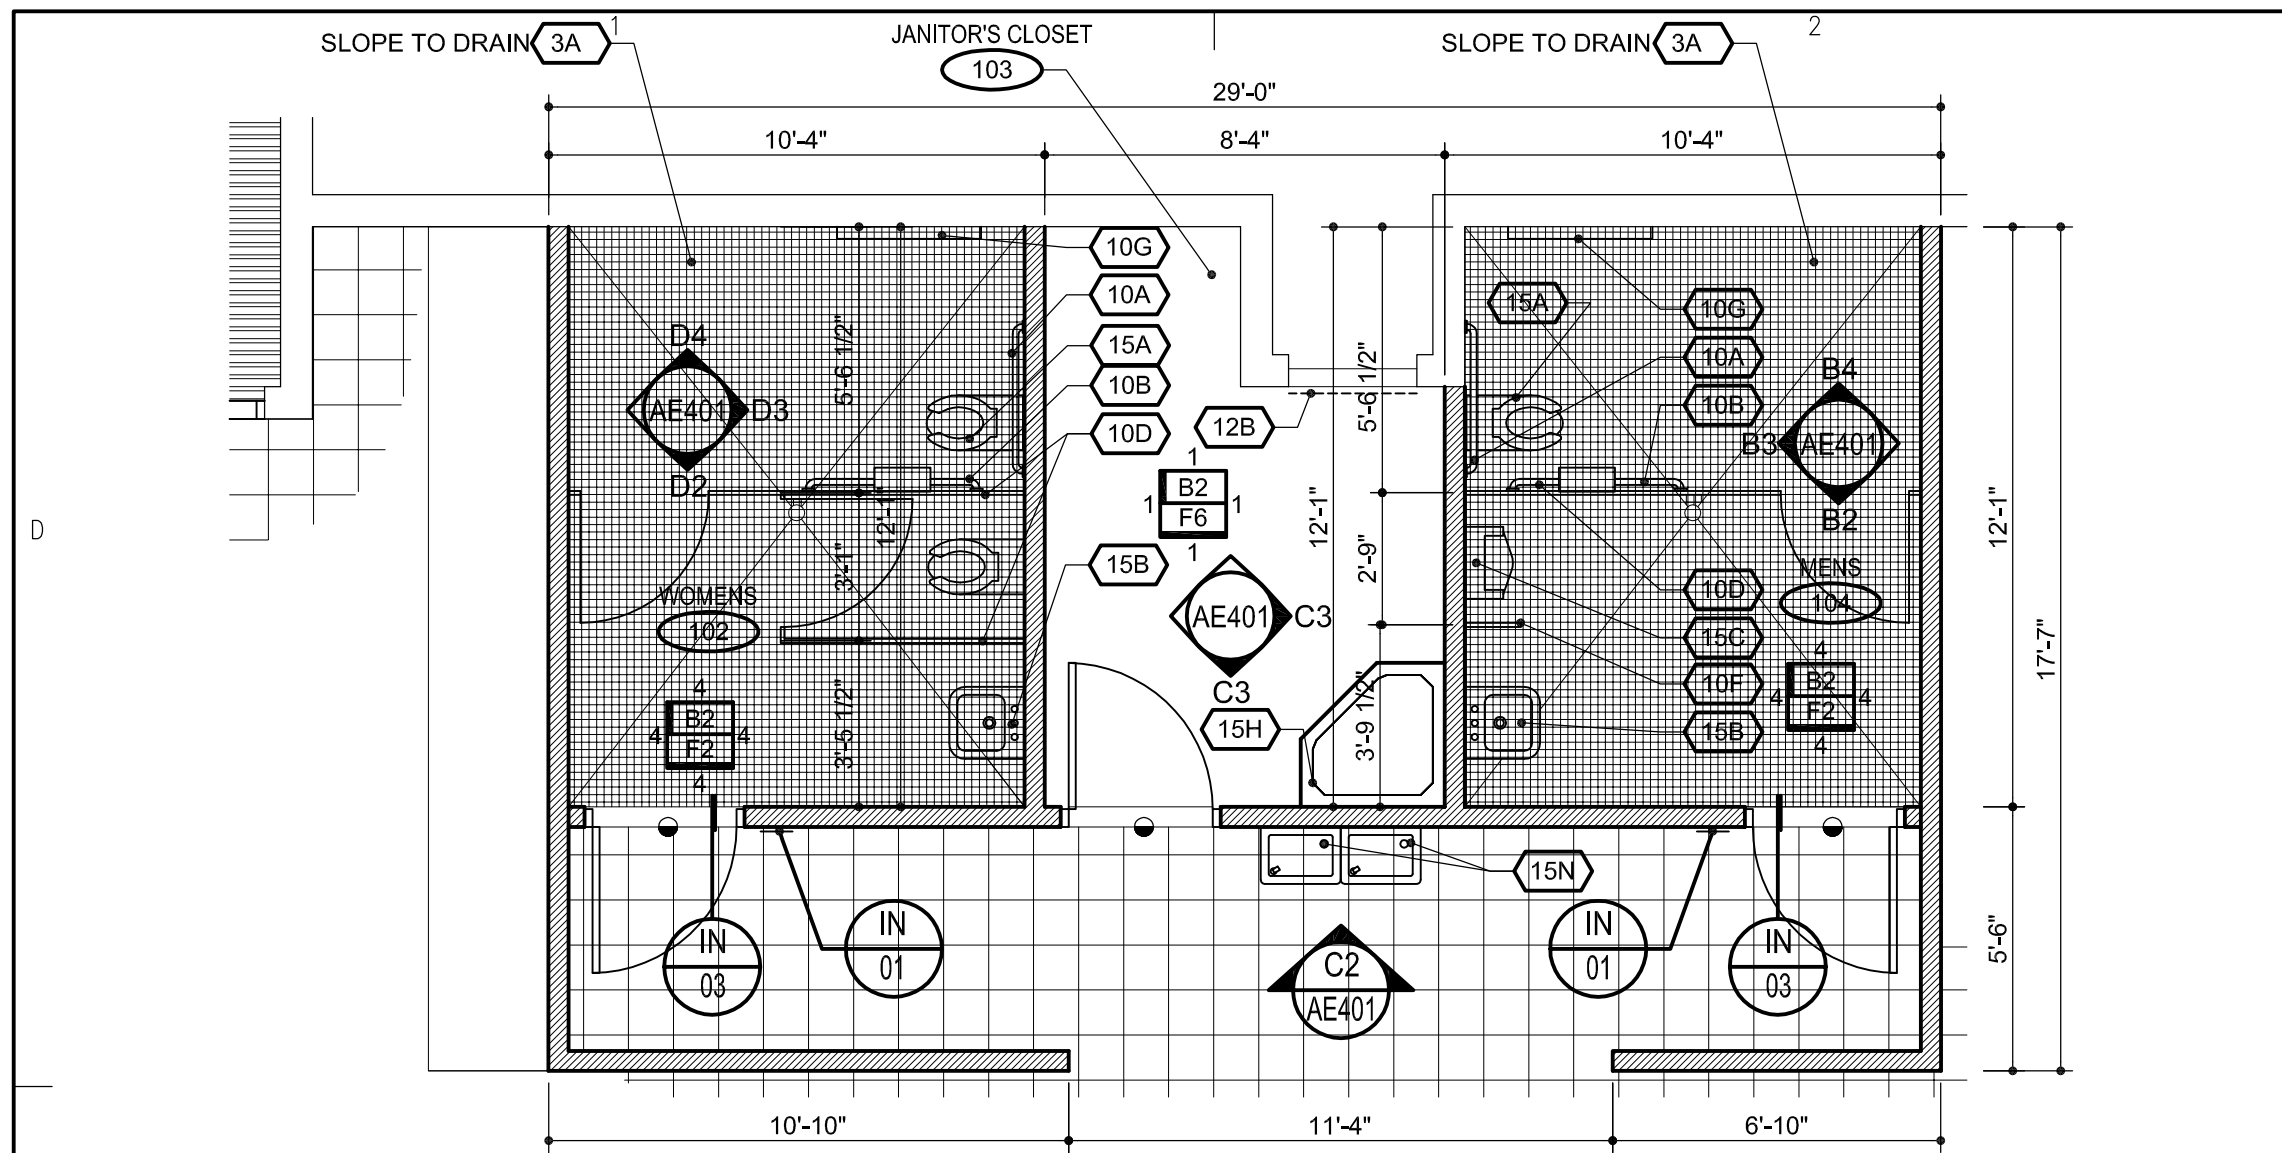 1
2
SLOPE TO DRAIN 3A
JANITOR'S CLOSET
103
SLOPE TO DRAIN 3A
29'-0"
10'-4"
8'-4"
10'-4"
10G
10A
15A
10B
10D
15B
12B
15A
10G
10A
10B
10D
15C
10F
15B
D4
AE401
D3
D2
5'-6 1/2"
12'-1"
3'-1"
3'-5 1/2"
WOMENS
102
4
4 B2 4
F2
4
1
B2
1 F6 1
1
AE401 C3
C3
15H
12'-1"
5'-6 1/2"
2'-9"
3'-9 1/2"
B4
B3 AE401
B2
MENS
104
4
4 B2 4
F2
4
12'-1"
17'-7"
5'-6"
D
15N
IN
03
IN
01
C2
AE401
IN
01
IN
03
10'-10"
11'-4"
6'-10"